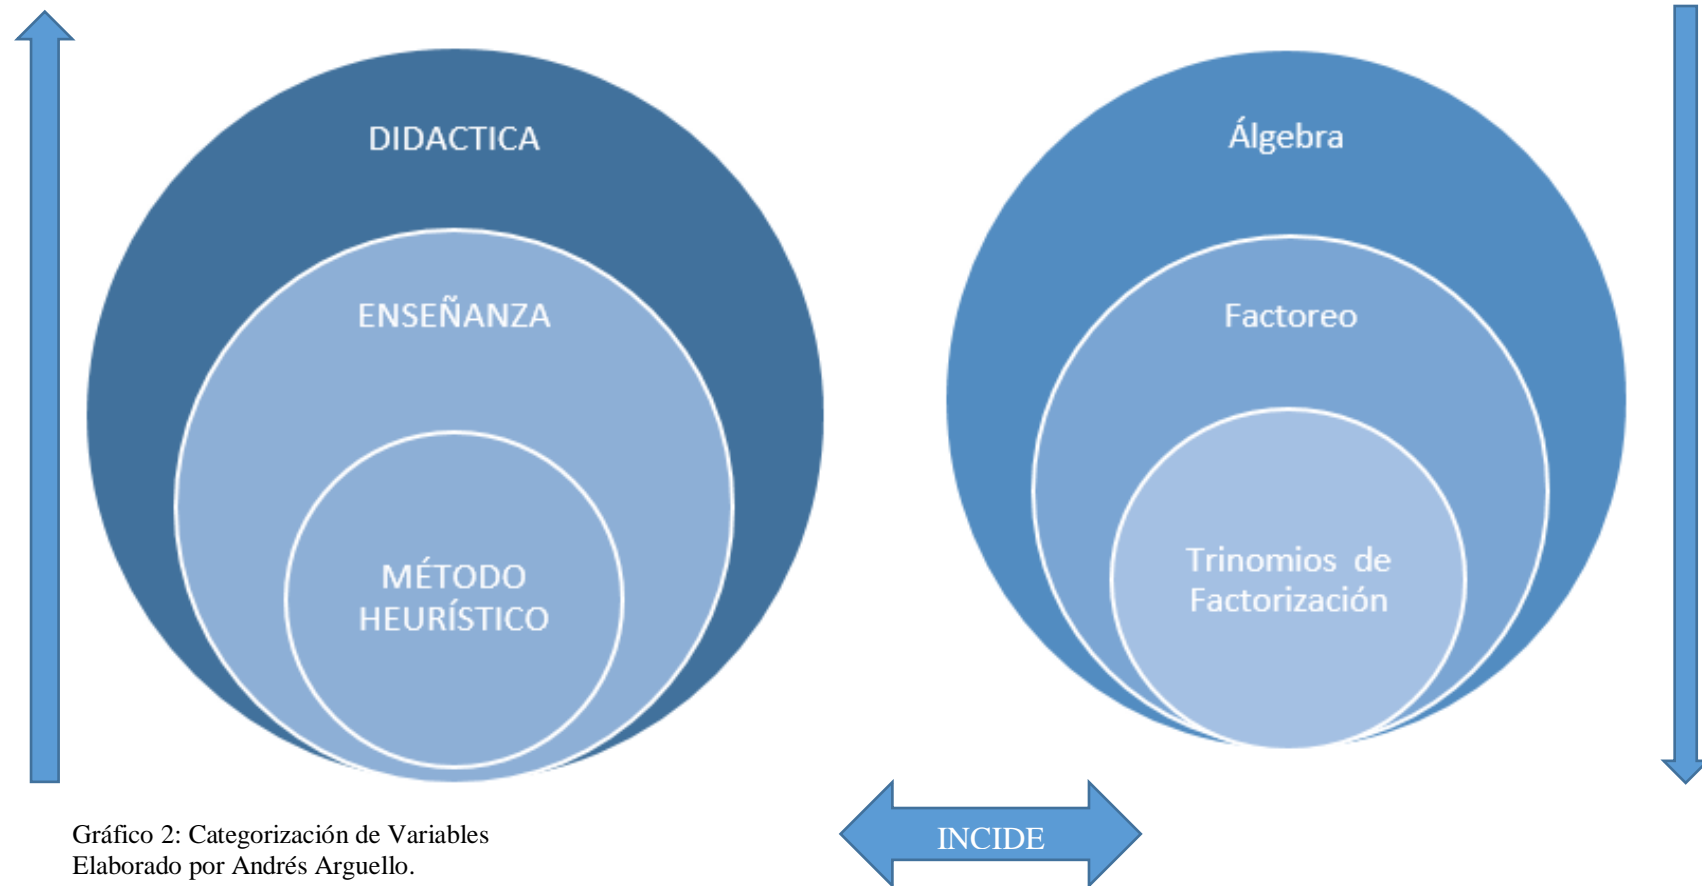 DIDACTICA
ENSEÑANZA
MÉTODO
HEURÍSTICO
Álgebra
Factoreo
Trinomios de
Factorización
INCIDE
Gráfico 2: Categorización de Variables
Elaborado por Andrés Arguello.